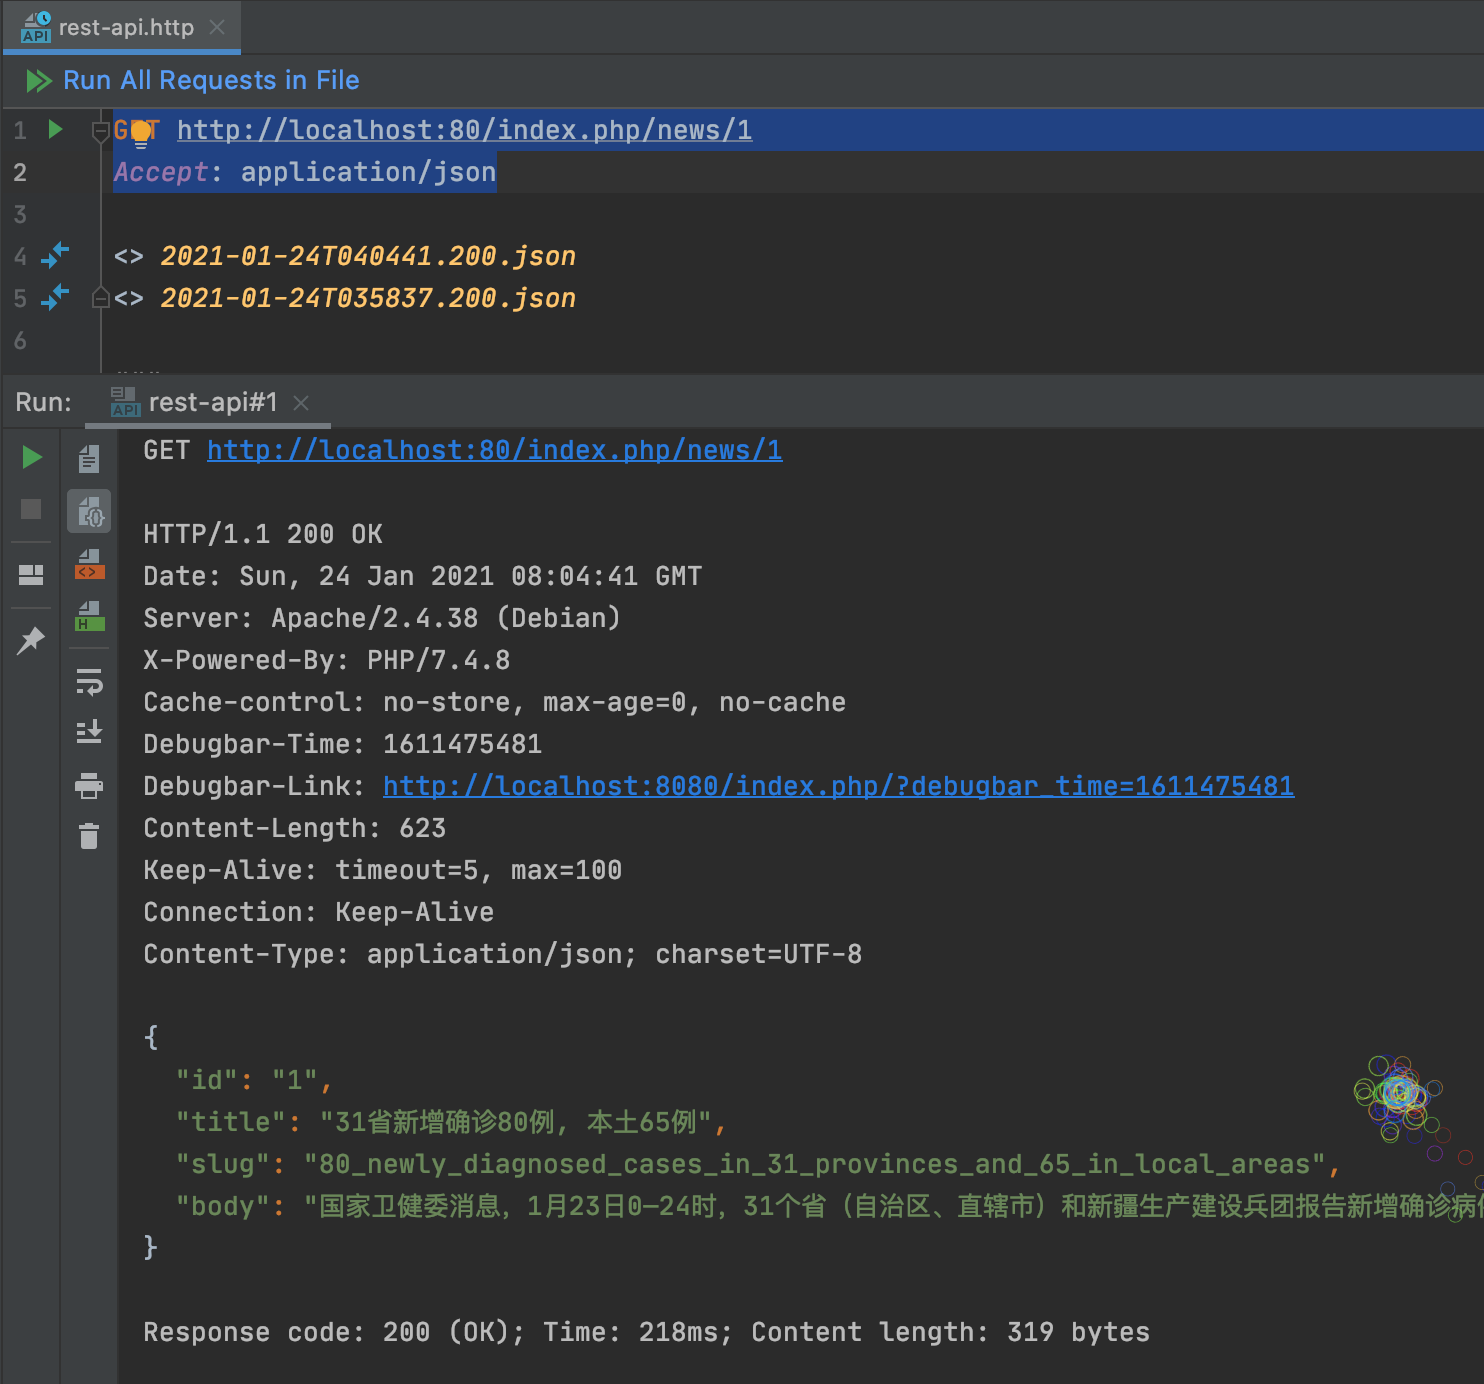 rest-api.http
Run All Requests in File
1 GET http://localhost:80/index.php/news/1
2 Accept: application/json
3
4 <> 2021-01-24T040441.200.json
5 <> 2021-01-24T035837.200.json
6
Run: API rest-api#1
GET http://localhost:80/index.php/news/1
HTTP/1.1 200 OK
Date: Sun, 24 Jan 2021 08:04:41 GMT
Server: Apache/2.4.38 (Debian)
X-Powered-By: PHP/7.4.8
Cache-control: no-store, max-age=0, no-cache
Debugbar-Time: 1611475481
Debugbar-Link: http://localhost:8080/index.php/?debugbar_time=1611475481
Content-Length: 623
Keep-Alive: timeout=5, max=100
Connection: Keep-Alive
Content-Type: application/json; charset=UTF-8
{
"id": "1",
"title": "31省新增确诊80例, 本土65例",
"slug": "80_newly_diagnosed_cases_in_31_provinces_and_65_in_local_areas",
"body": "国家卫健委消息，1月23日0—24时，31个省（自治区、直辖市）和新疆生产建设兵团报告新增确诊病
}
Response code: 200 (OK); Time: 218ms; Content length: 319 bytes